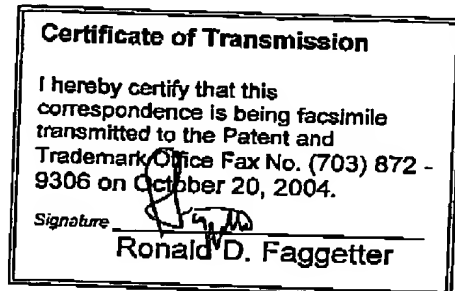 Certificate of Transmission
I hereby certify that this
correspondence is being facsimile
transmitted to the Patent and
Trademark Office Fax No. (703) 872 -
9306 on October 20, 2004.
Signature
Ronald D. Faggetter